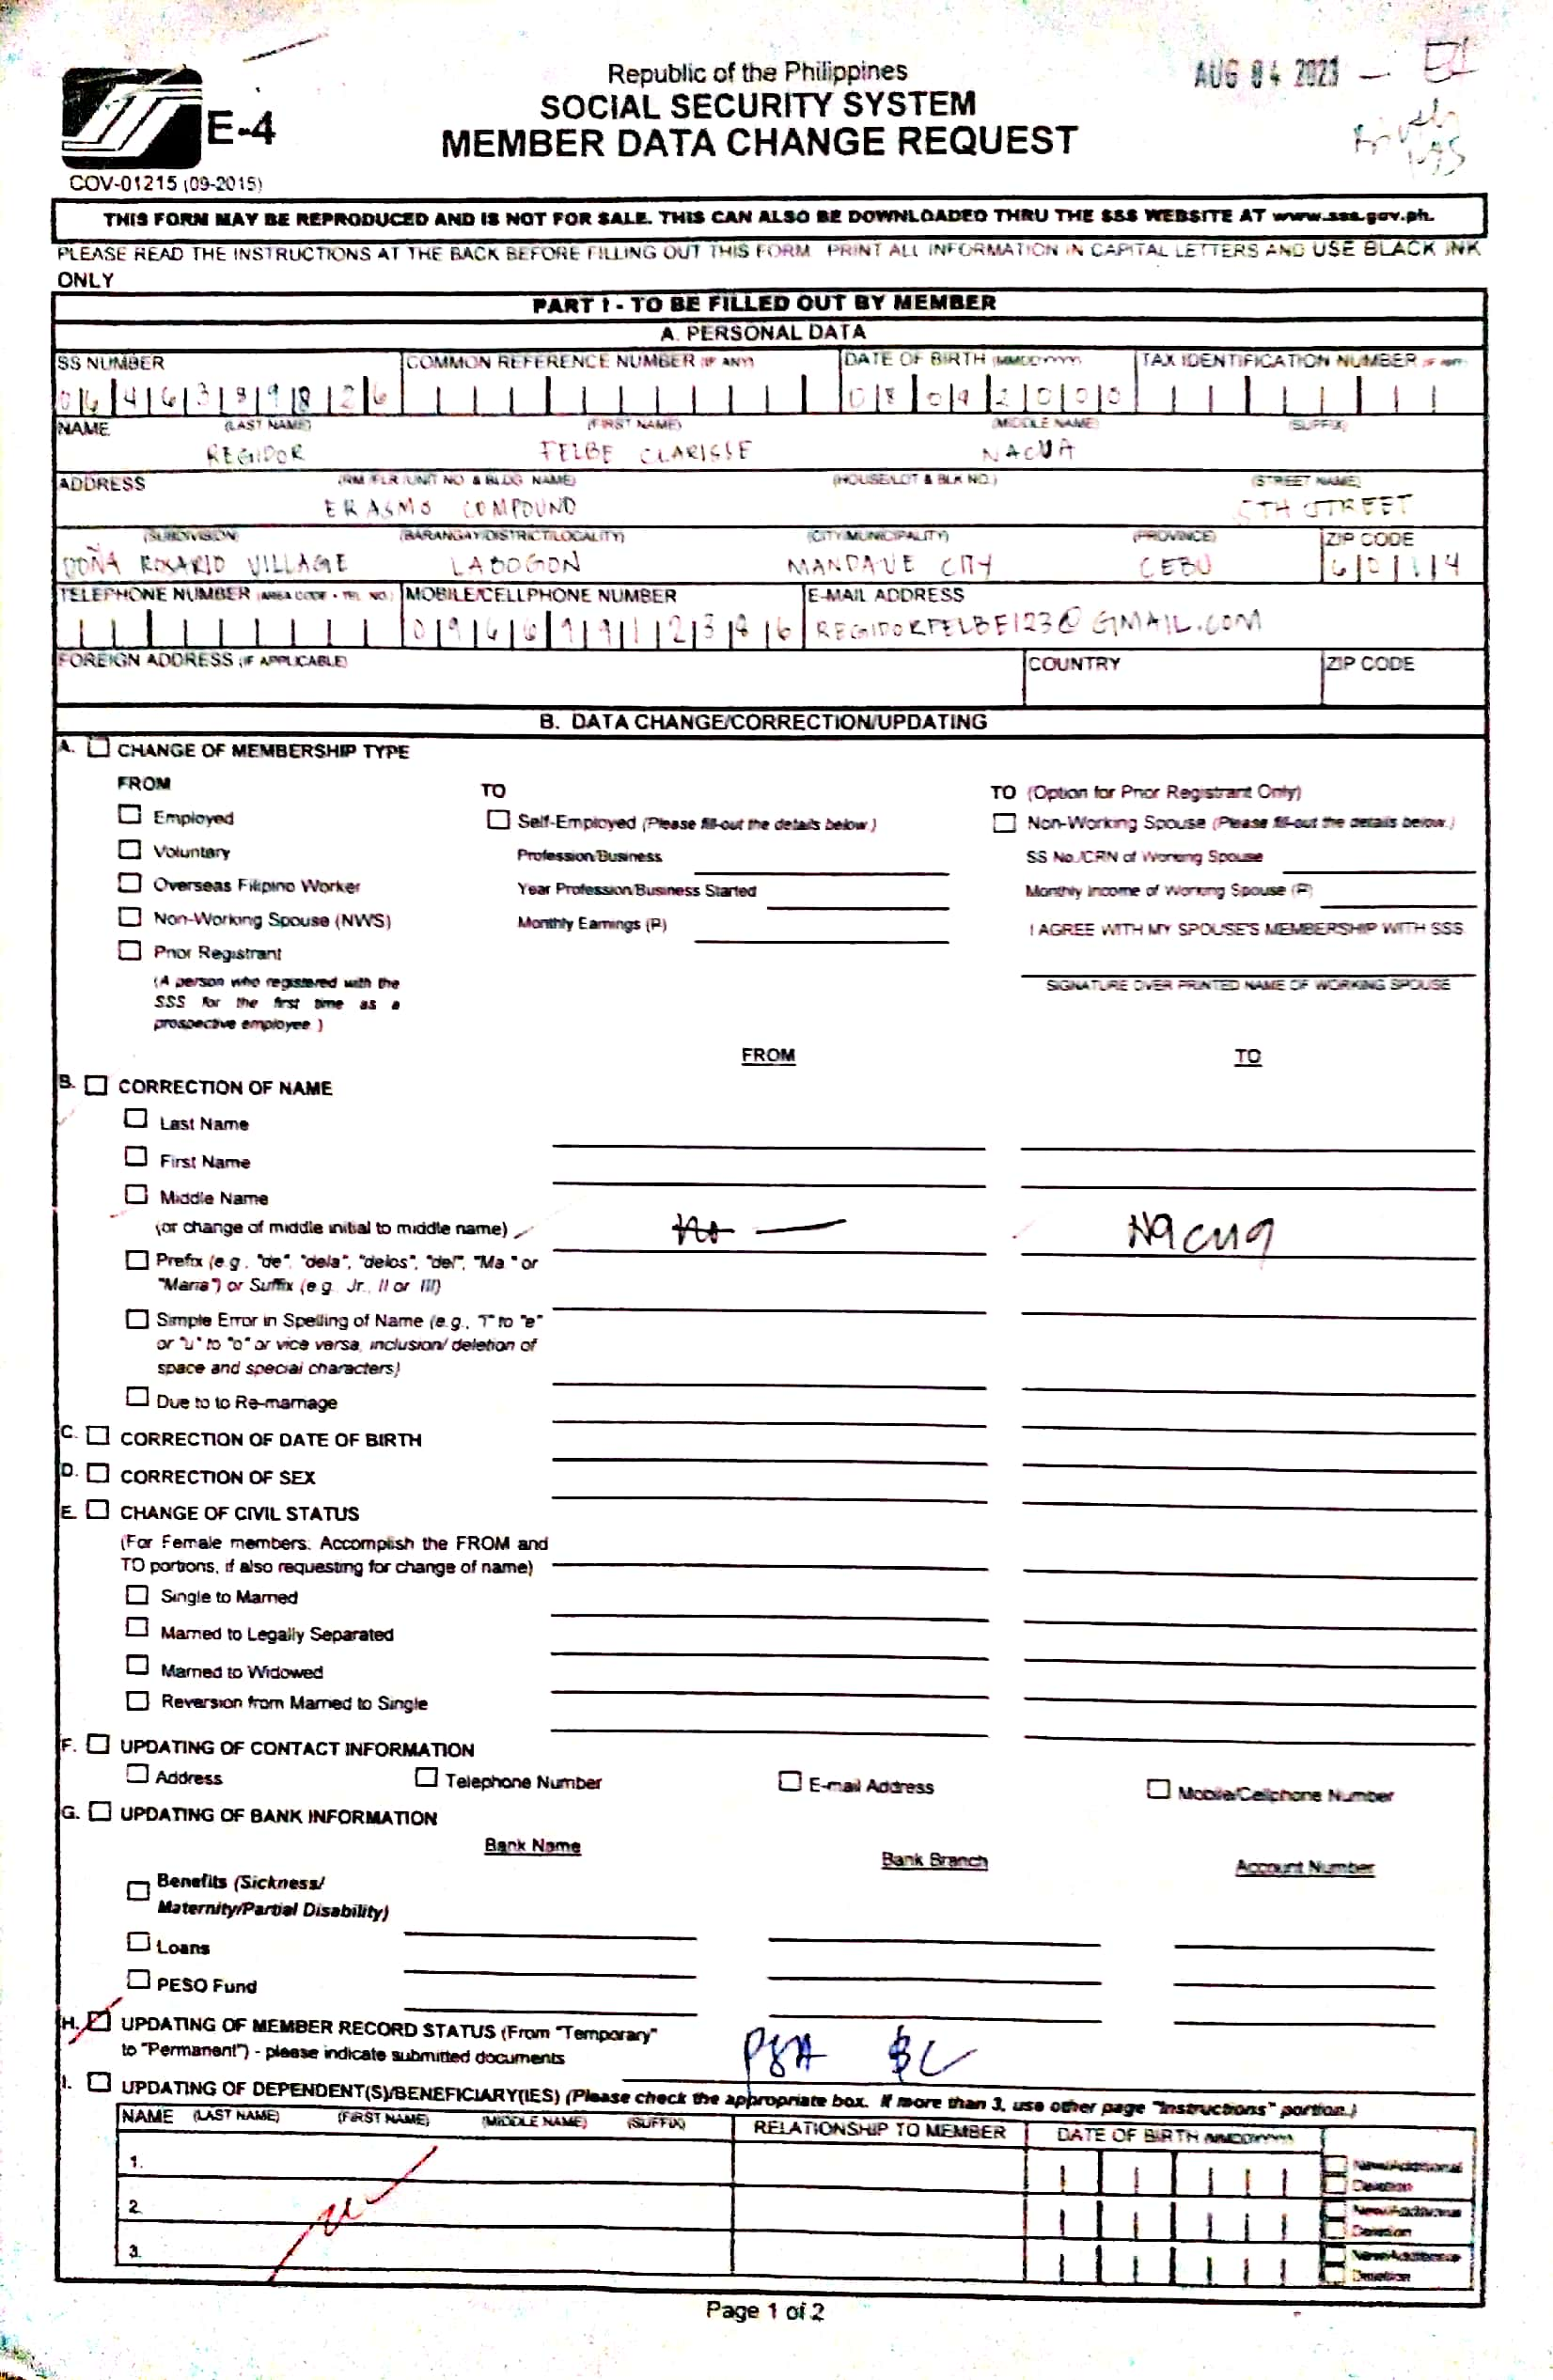 Republic of the Philippines
SOCIAL SECURITY SYSTEM
MEMBER DATA CHANGE REQUEST
E-4
COV-01215 (09-2015)
AUG 04 2023
THIS FORM MAY BE REPRODUCED AND IS NOT FOR SALE. THIS CAN ALSO BE DOWNLOADED THRU THE SSS WEBSITE AT www.sss.gov.ph.
PLEASE READ THE INSTRUCTIONS AT THE BACK BEFORE FILLING OUT THIS FORM PRINT ALL INFORMATION IN CAPITAL LETTERS AND USE BLACK INK
ONLY
PART I - TO BE FILLED OUT BY MEMBER
A. PERSONAL DATA
SS NUMBER COMMON REFERENCE NUMBER (IF ANY) DATE OF BIRTH (MMDDYYYY) TAX IDENTIFICATION NUMBER (IF ANY)
0646389826 08092000
NAME (LAST NAME) (FIRST NAME) (MIDDLE NAME) (SUFFIX)
REGIDOR FELBE CLARISSE NACUA
ADDRESS (RM./FLR./UNIT NO. & BLDG. NAME) (HOUSE/LOT & BLK NO.) (STREET NAME)
ERASMO COMPOUND 5TH STREET
(SUBDIVISION) (BARANGAY/DISTRICT/LOCALITY) (CITY/MUNICIPALITY) (PROVINCE) ZIP CODE
DOÑA ROSARIO VILLAGE LABOGON MANDAUE CITY CEBU 6014
TELEPHONE NUMBER (AREA CODE + TEL. NO.) MOBILE/CELLPHONE NUMBER E-MAIL ADDRESS
096699112386 REGIDORFELBE123@GMAIL.COM
FOREIGN ADDRESS (IF APPLICABLE) COUNTRY ZIP CODE
B. DATA CHANGE/CORRECTION/UPDATING
A. CHANGE OF MEMBERSHIP TYPE
FROM TO TO (Option for Prior Registrant Only)
Employed Self-Employed (Please fill-out the details below.) Non-Working Spouse (Please fill-out the details below.)
Voluntary Profession/Business SS No./CRN of Working Spouse
Overseas Filipino Worker Year Profession/Business Started Monthly Income of Working Spouse (P)
Non-Working Spouse (NWS) Monthly Earnings (P) I AGREE WITH MY SPOUSE'S MEMBERSHIP WITH SSS
Prior Registrant
(A person who registered with the SIGNATURE OVER PRINTED NAME OF WORKING SPOUSE
SSS for the first time as a
prospective employee.)
FROM TO
B. CORRECTION OF NAME
Last Name
First Name
Middle Name
(or change of middle initial to middle name) No — Nacua
Prefix (e.g., "de", "dela", "delos", "del", "Ma." or
"Maria") or Suffix (e.g. Jr., II or III)
Simple Error in Spelling of Name (e.g., "i" to "e"
or "u" to "o" or vice versa, inclusion/ deletion of
space and special characters)
Due to to Re-marriage
C. CORRECTION OF DATE OF BIRTH
D. CORRECTION OF SEX
E. CHANGE OF CIVIL STATUS
(For Female members: Accomplish the FROM and
TO portions, if also requesting for change of name)
Single to Married
Married to Legally Separated
Married to Widowed
Reversion from Married to Single
F. UPDATING OF CONTACT INFORMATION
Address Telephone Number E-mail Address Mobile/Cellphone Number
G. UPDATING OF BANK INFORMATION
Bank Name Bank Branch Account Number
Benefits (Sickness/
Maternity/Partial Disability)
Loans
PESO Fund
H. UPDATING OF MEMBER RECORD STATUS (From "Temporary"
to "Permanent") - please indicate submitted documents PSA BC
I. UPDATING OF DEPENDENT(S)/BENEFICIARY(IES) (Please check the appropriate box. If more than 3, use other page "Instructions" portion.)
NAME (LAST NAME) (FIRST NAME) (MIDDLE NAME) (SUFFIX) RELATIONSHIP TO MEMBER DATE OF BIRTH (MMDDYYYY)
1. New/Additional
Deletion
2. New/Additional
Deletion
3. New/Additional
Deletion
Page 1 of 2